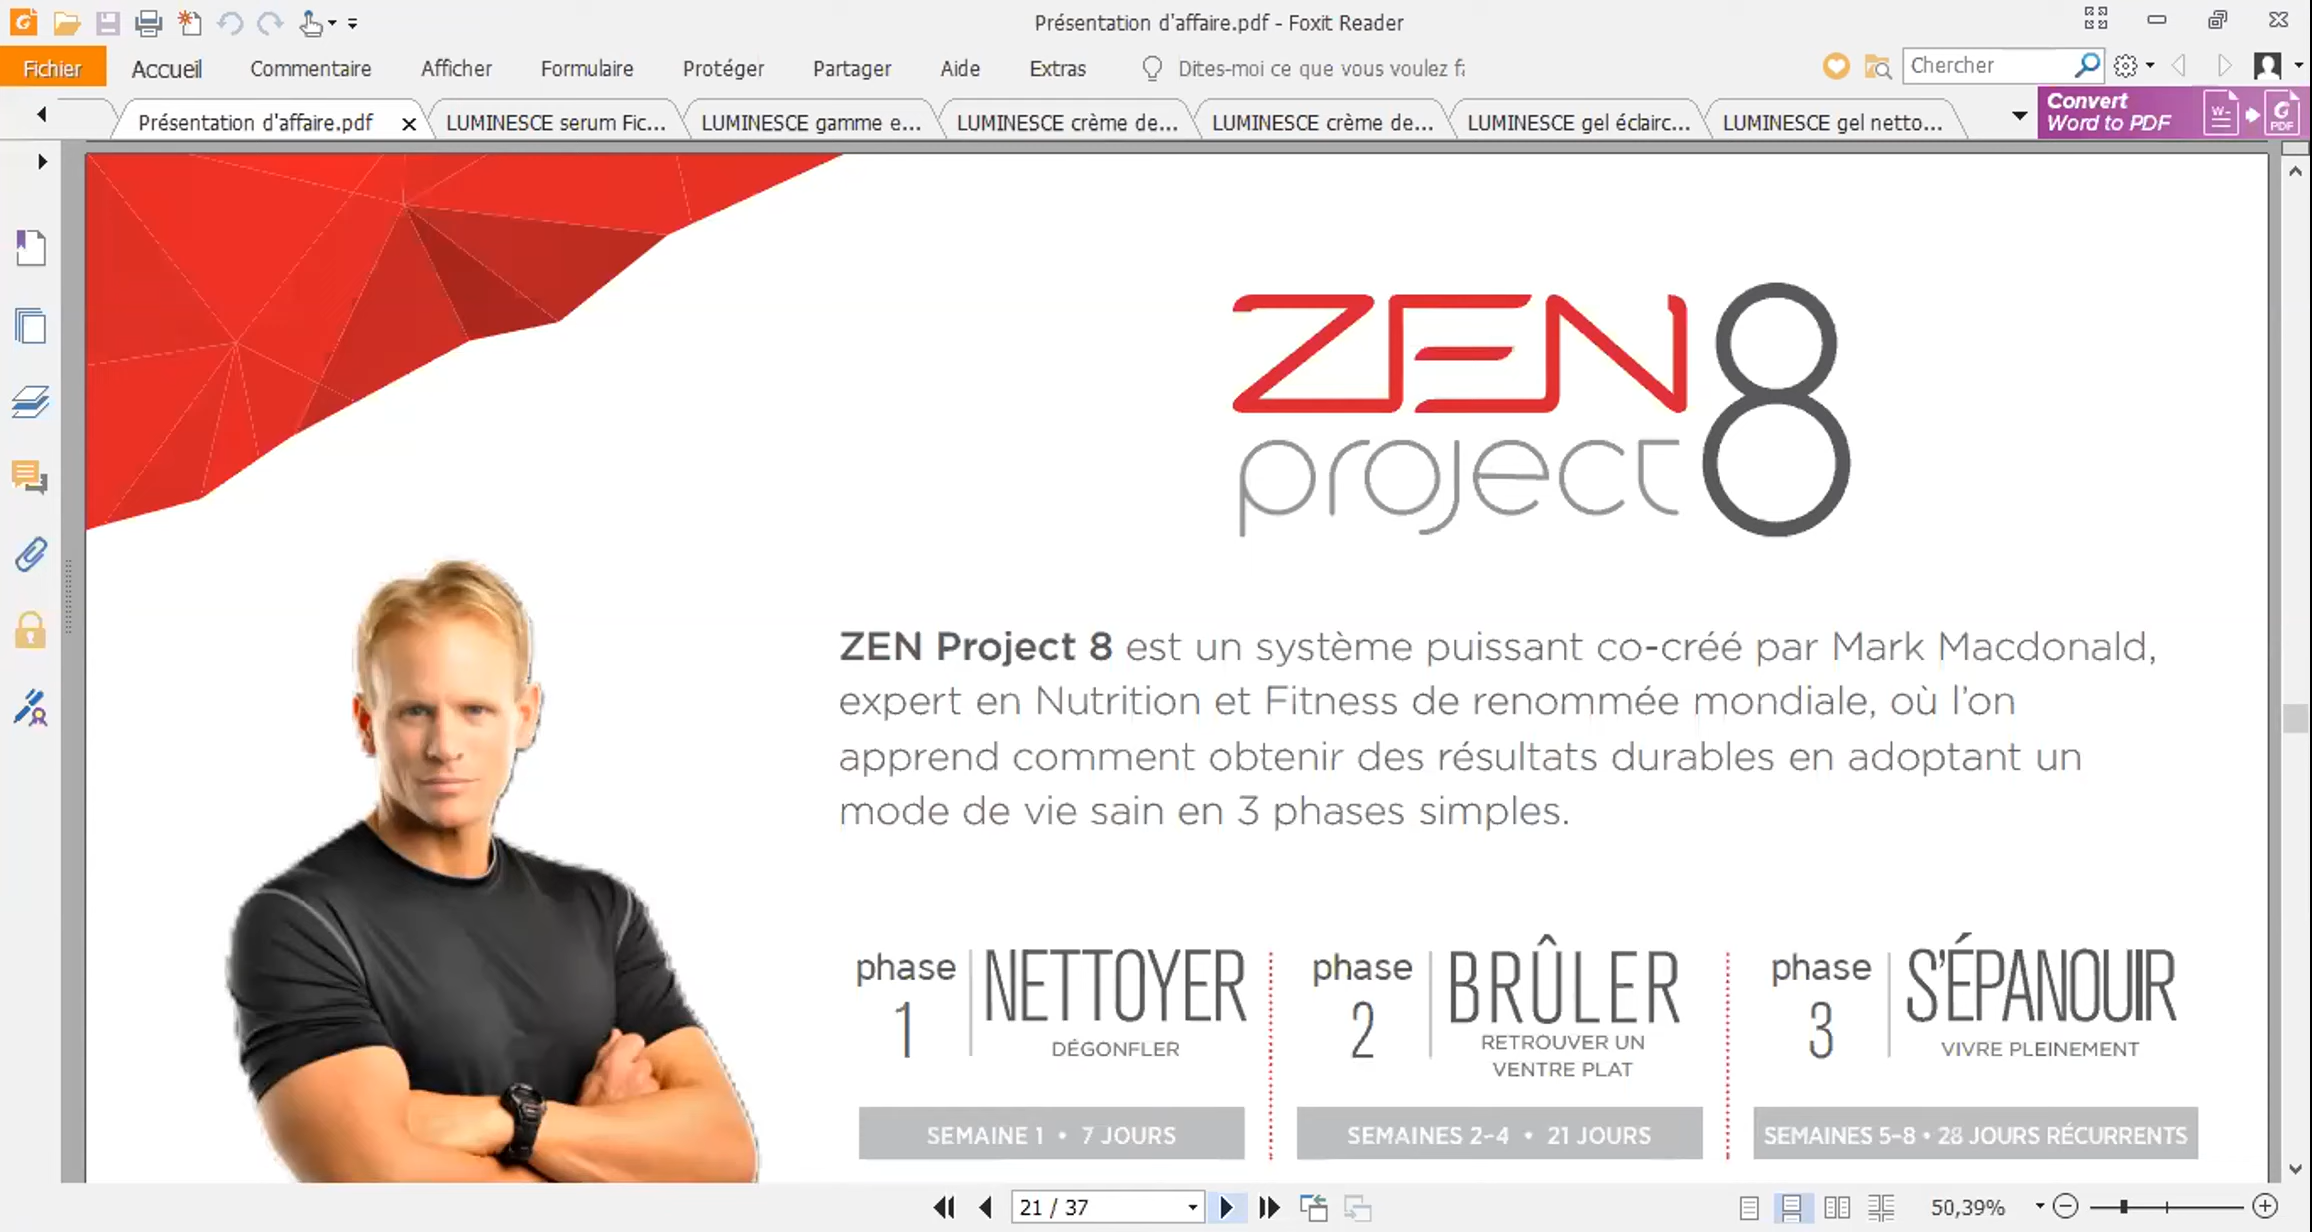 Présentation d'affaire.pdf - Foxit Reader
Fichier Accueil Commentaire Afficher Formulaire Protéger Partager Aide Extras Dites-moi ce que vous voulez fa Chercher
Présentation d'affaire.pdf LUMINESCE serum Fic... LUMINESCE gamme e... LUMINESCE crème de... LUMINESCE crème de... LUMINESCE gel éclairc... LUMINESCE gel netto...
Convert
Word to PDF
ZEN
project 8
ZEN Project 8 est un système puissant co-créé par Mark Macdonald,
expert en Nutrition et Fitness de renommée mondiale, où l'on
apprend comment obtenir des résultats durables en adoptant un
mode de vie sain en 3 phases simples.
phase 1 NETTOYER
DÉGONFLER
SEMAINE 1 • 7 JOURS
phase 2 BRÛLER
RETROUVER UN
VENTRE PLAT
SEMAINES 2-4 • 21 JOURS
phase 3 S'ÉPANOUIR
VIVRE PLEINEMENT
SEMAINES 5-8 • 28 JOURS RÉCURRENTS
21 / 37
50,39%